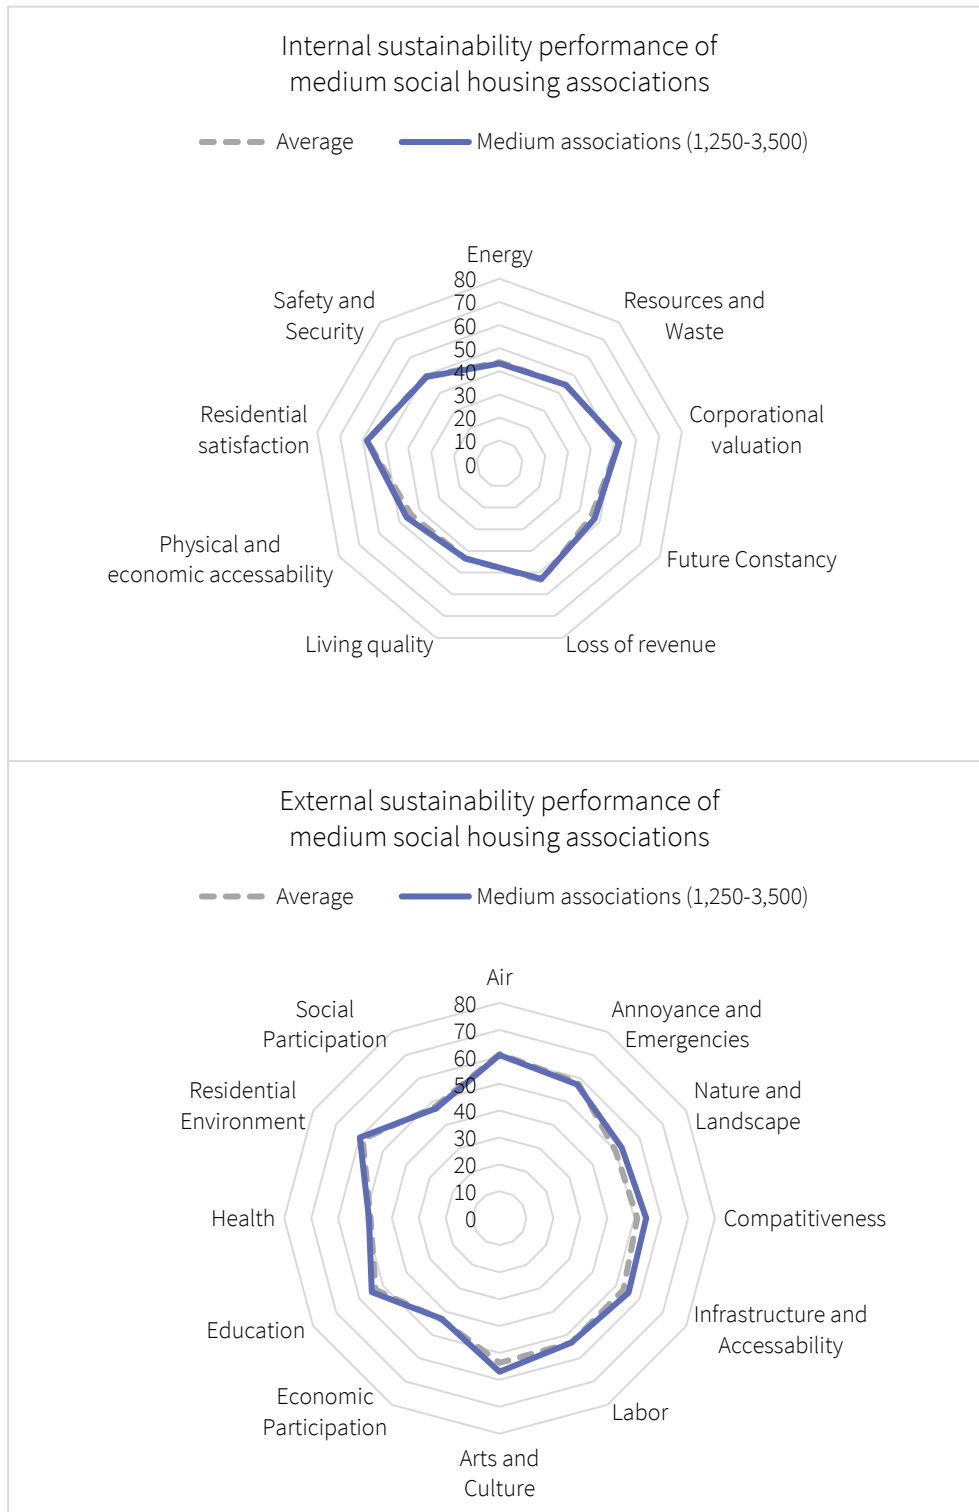 Internal sustainability performance of
medium social housing associations
Average
Medium associations (1,250-3,500)
Energy
80
70
60
50
40
30
20
10
0
Resources and
Waste
Corporational
valuation
Future Constancy
Loss of revenue
Living quality
Physical and
economic accessability
Residential
satisfaction
Safety and
Security
External sustainability performance of
medium social housing associations
Average
Medium associations (1,250-3,500)
Air
80
70
60
50
40
30
20
10
0
Annoyance and
Emergencies
Nature and
Landscape
Compatitiveness
Infrastructure and
Accessability
Labor
Arts and
Culture
Economic
Participation
Education
Health
Residential
Environment
Social
Participation